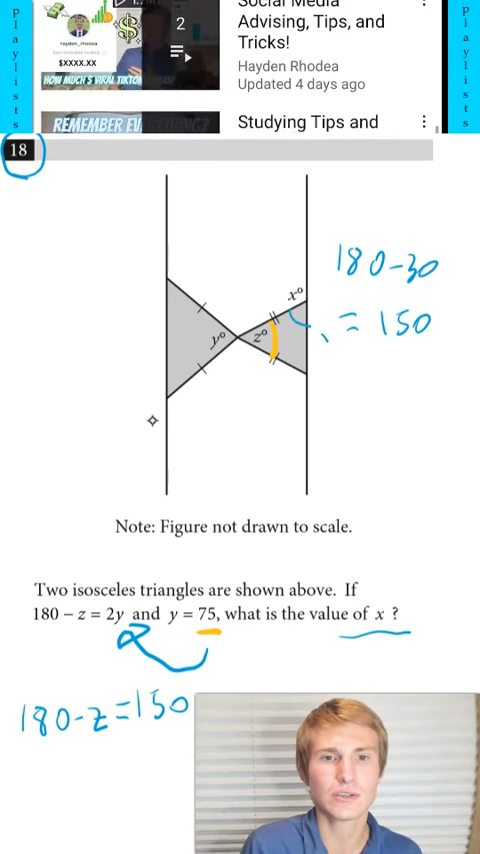 Social Media
Advising, Tips, and
Tricks!
Hayden Rhodea
Updated 4 days ago
2
hayden_rhodea
$XXXX.XX
HOW MUCH'S VIRAL TIKTOK
REMEMBER EV
Studying Tips and
Playlists
Playlists
18
x°
y°
z°
180-30
= 150
Note: Figure not drawn to scale.
Two isosceles triangles are shown above. If
180 − z = 2y and y = 75, what is the value of x ?
180-z=150